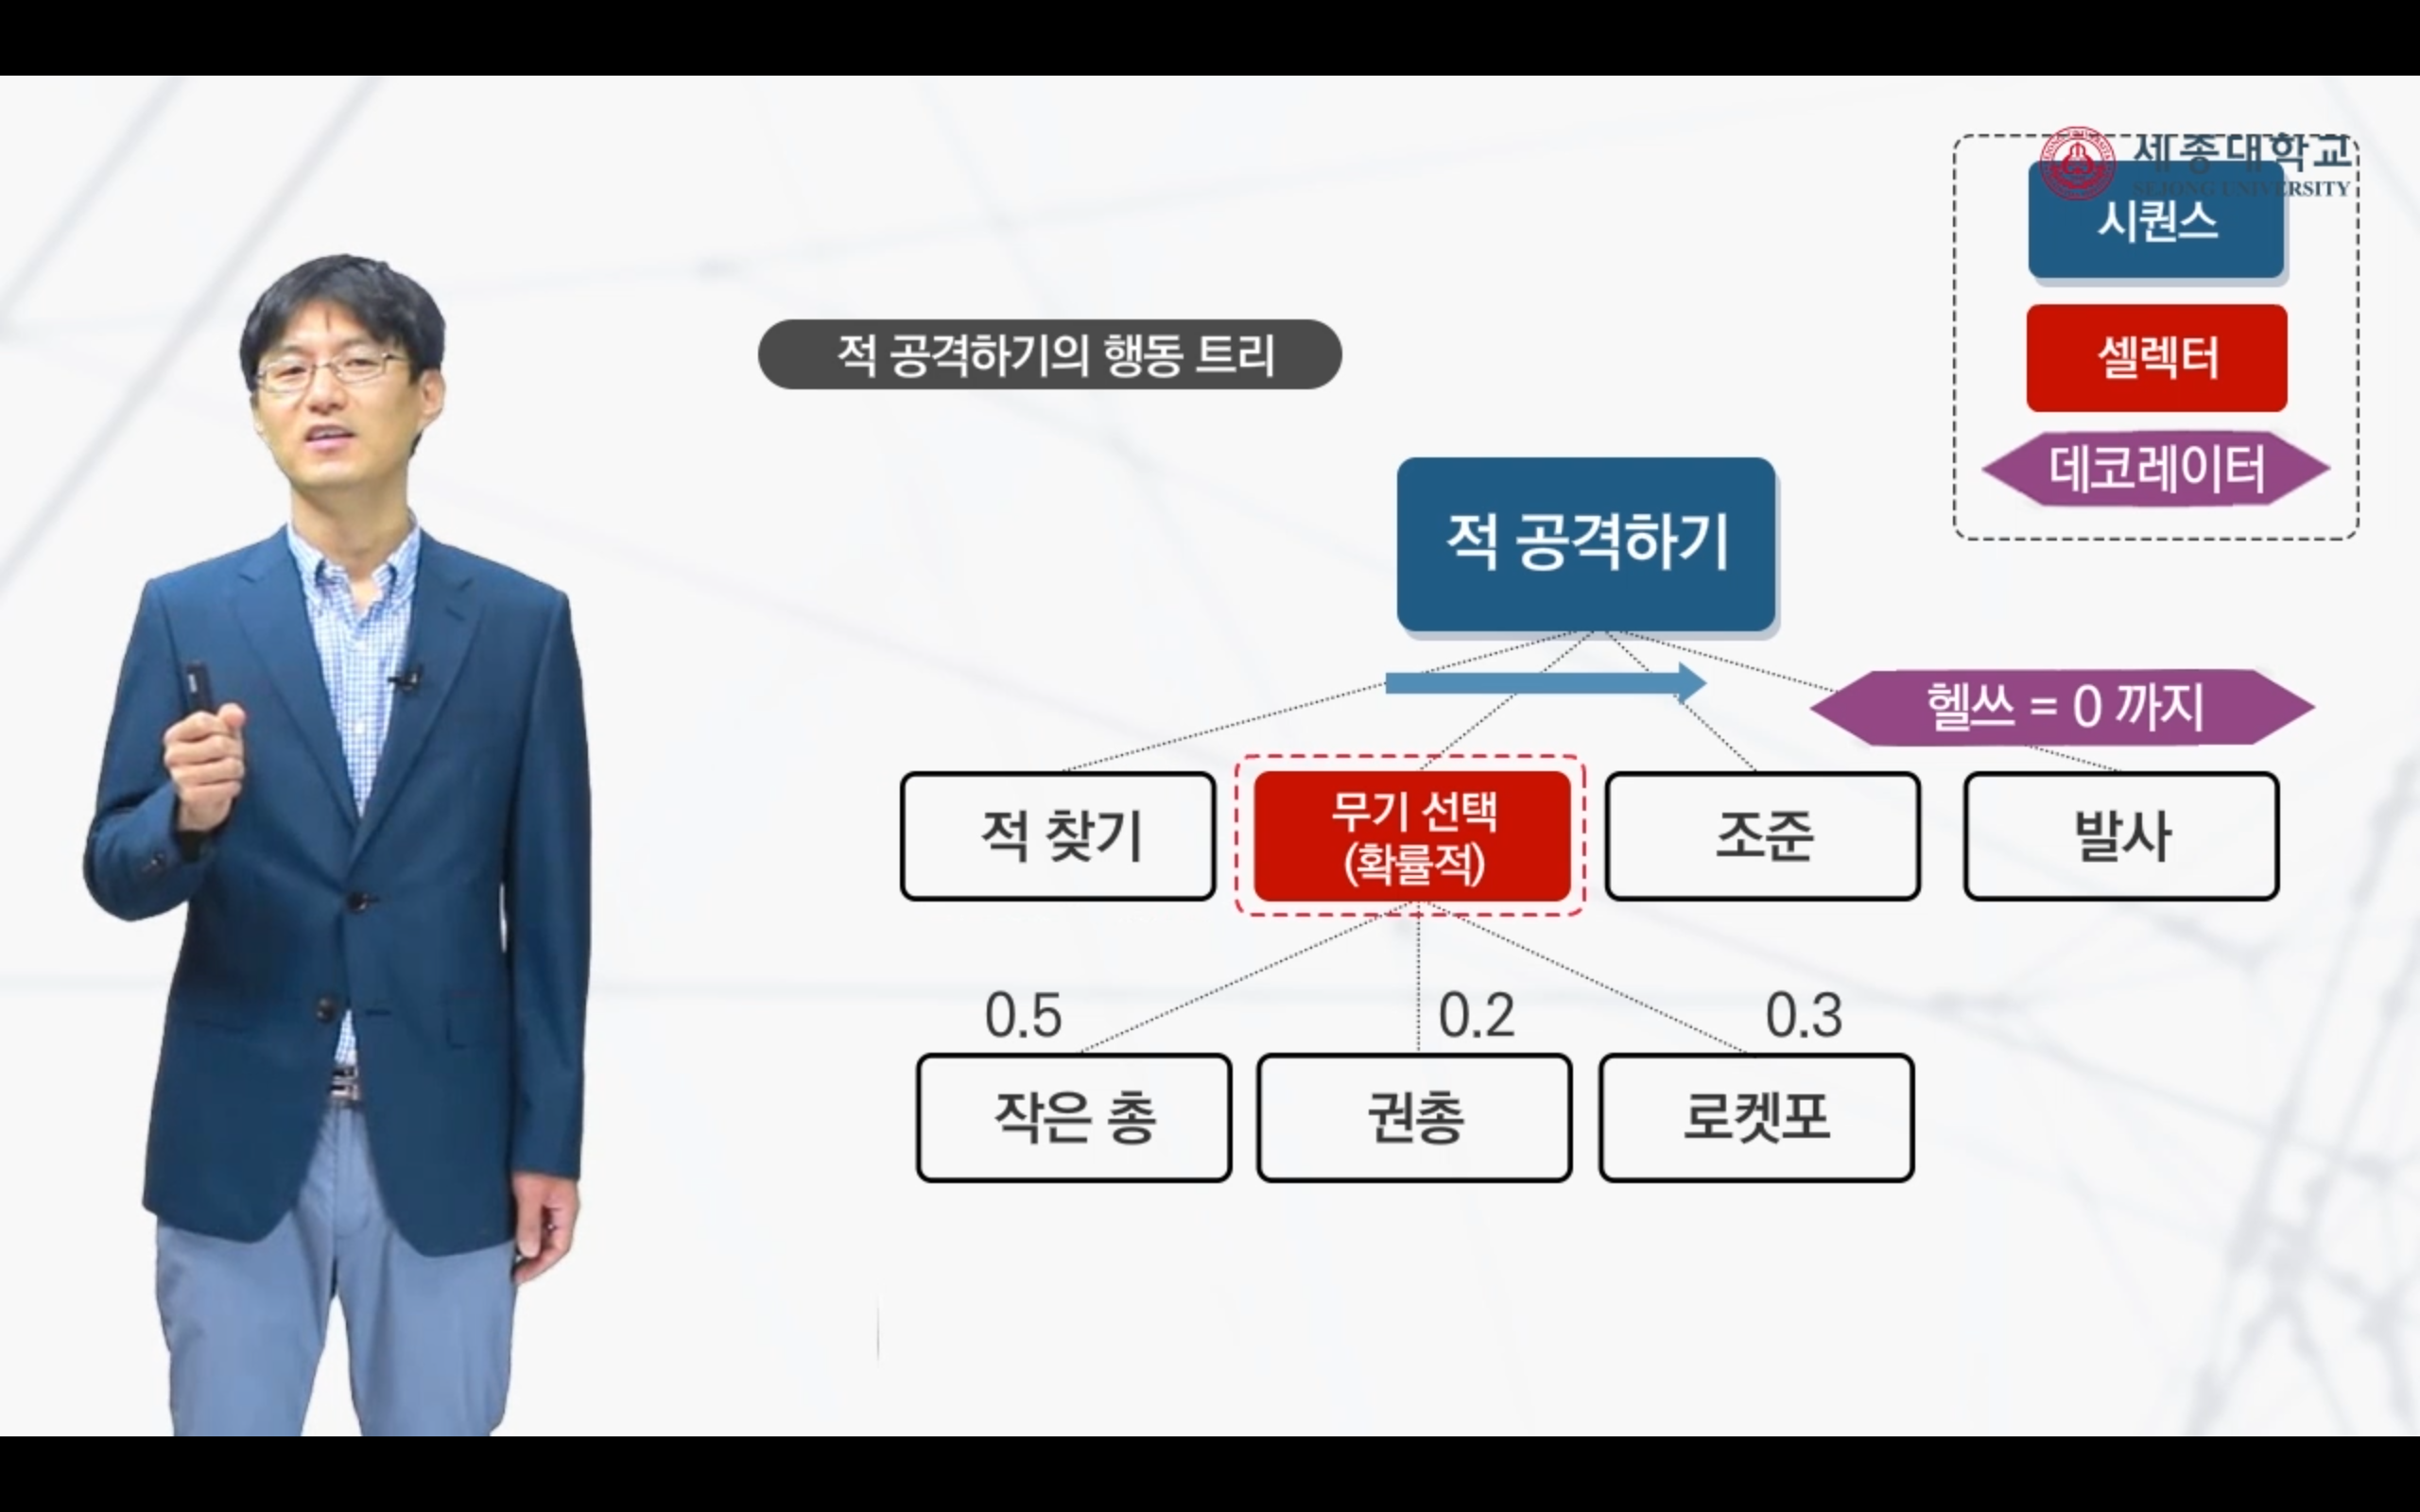 세종대학교
SEJONG UNIVERSITY
시퀀스
셀렉터
데코레이터
적 공격하기의 행동 트리
적 공격하기
헬쓰 = 0 까지
적 찾기
무기 선택
(확률적)
조준
발사
0.5
0.2
0.3
작은 총
권총
로켓포